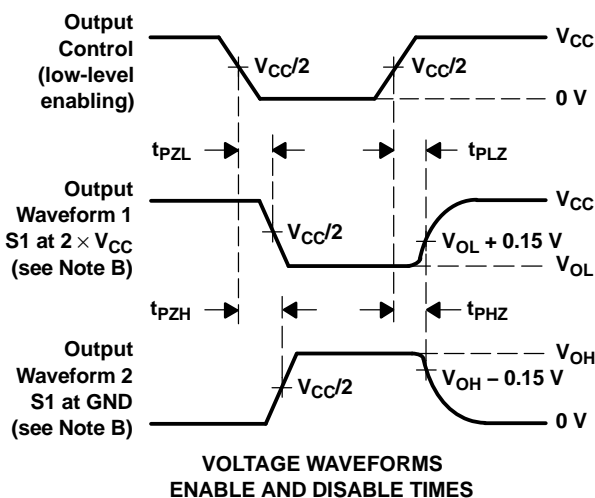 Output
Control
(low-level
enabling)
VCC
VCC/2
VCC/2
0 V
tPZL
tPLZ
Output
Waveform 1
S1 at 2 × VCC
(see Note B)
VCC
VCC/2
VOL + 0.15 V
VOL
tPZH
tPHZ
Output
Waveform 2
S1 at GND
(see Note B)
VOH
VCC/2
VOH − 0.15 V
0 V
VOLTAGE WAVEFORMS
ENABLE AND DISABLE TIMES